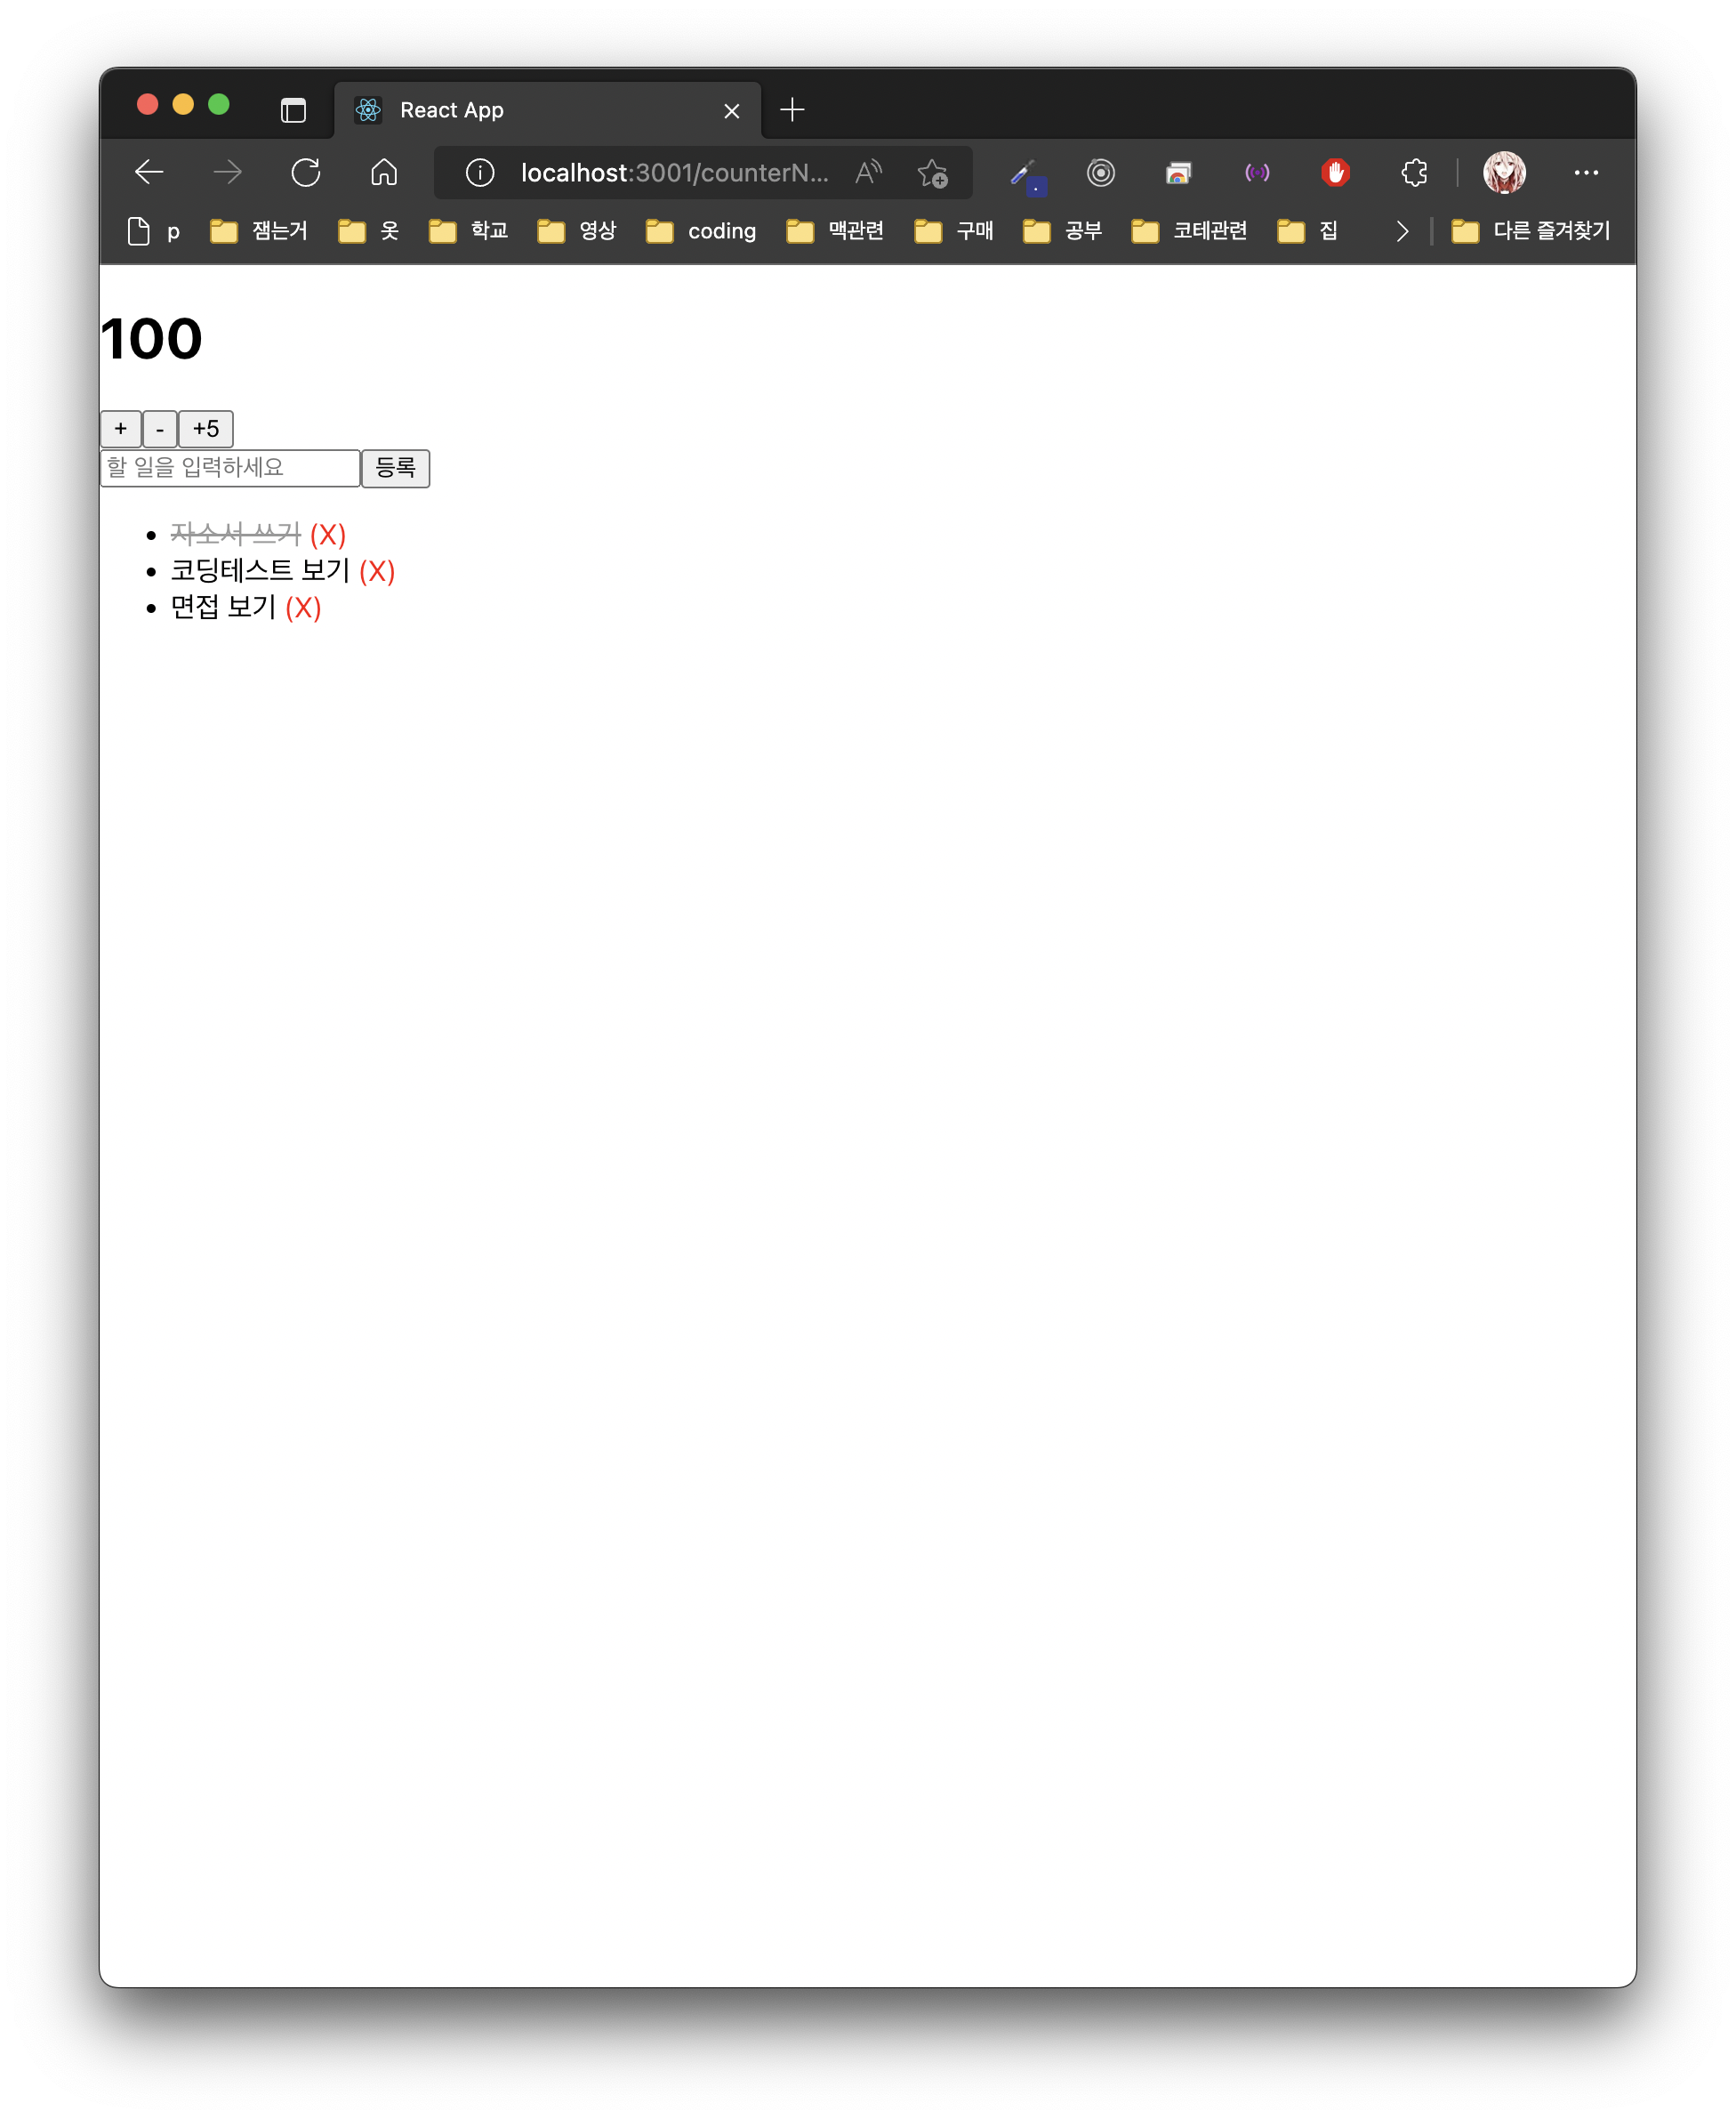 React App
localhost:3001/counterN...
p 잼는거 옷 학교 영상 coding 맥관련 구매 공부 코테관련 집 다른 즐겨찾기
100
+ - +5
할 일을 입력하세요 등록
자소서 쓰기 (X)
코딩테스트 보기 (X)
면접 보기 (X)